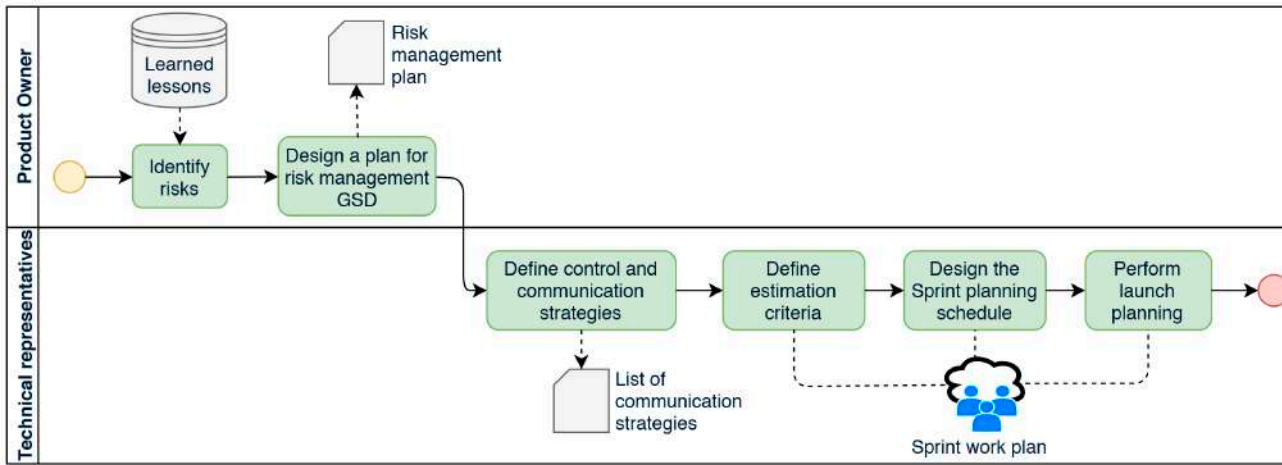 Product Owner
Learned
lessons
Risk
management
plan
Identify
risks
Design a plan for
risk management
GSD
Technical representatives
Define control and
communication
strategies
Define
estimation
criteria
Design the
Sprint planning
schedule
Perform
launch
planning
List of
communication
strategies
Sprint work plan